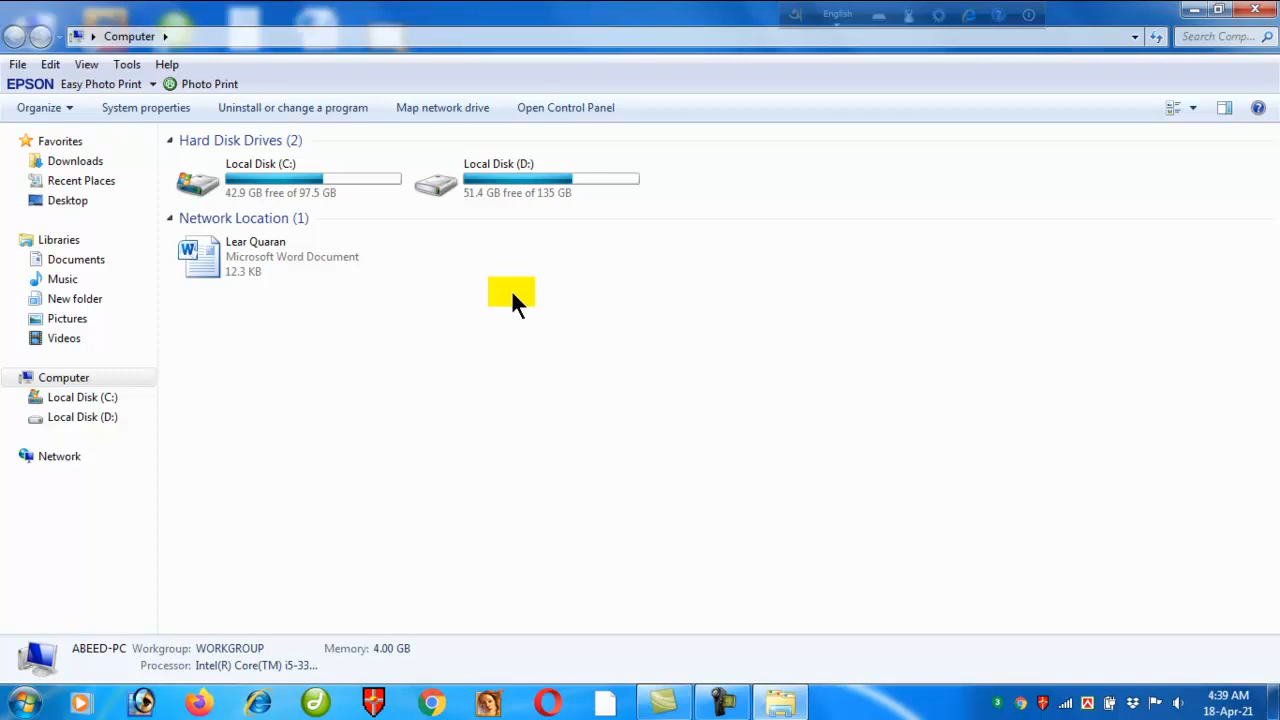 English
Computer
Search Comp...
File Edit View Tools Help
EPSON Easy Photo Print Photo Print
Organize System properties Uninstall or change a program Map network drive Open Control Panel
Favorites
Downloads
Recent Places
Desktop
Libraries
Documents
Music
New folder
Pictures
Videos
Computer
Local Disk (C:)
Local Disk (D:)
Network
Hard Disk Drives (2)
Local Disk (C:)
42.9 GB free of 97.5 GB
Local Disk (D:)
51.4 GB free of 135 GB
Network Location (1)
Lear Quaran
Microsoft Word Document
12.3 KB
ABEED-PC Workgroup: WORKGROUP Memory: 4.00 GB
Processor: Intel(R) Core(TM) i5-33...
4:39 AM
18-Apr-21